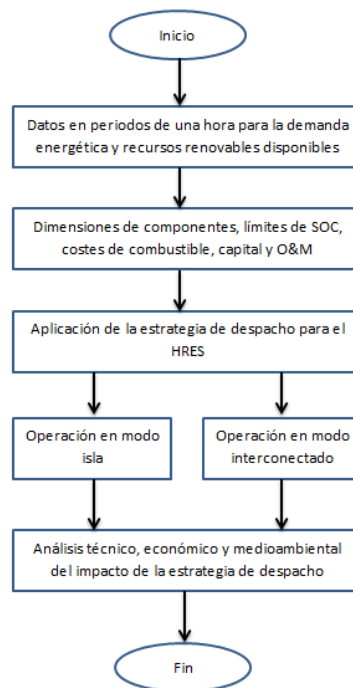 Inicio
Datos en periodos de una hora para la demanda
energética y recursos renovables disponibles
Dimensiones de componentes, límites de SOC,
costes de combustible, capital y O&M
Aplicación de la estrategia de despacho para el
HRES
Operación en modo
isla
Operación en modo
interconectado
Análisis técnico, económico y medioambiental
del impacto de la estrategia de despacho
Fin